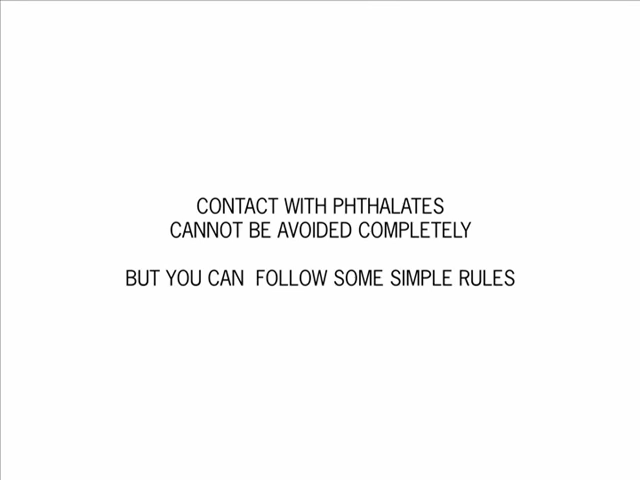 CONTACT WITH PHTHALATES
CANNOT BE AVOIDED COMPLETELY
BUT YOU CAN  FOLLOW SOME SIMPLE RULES